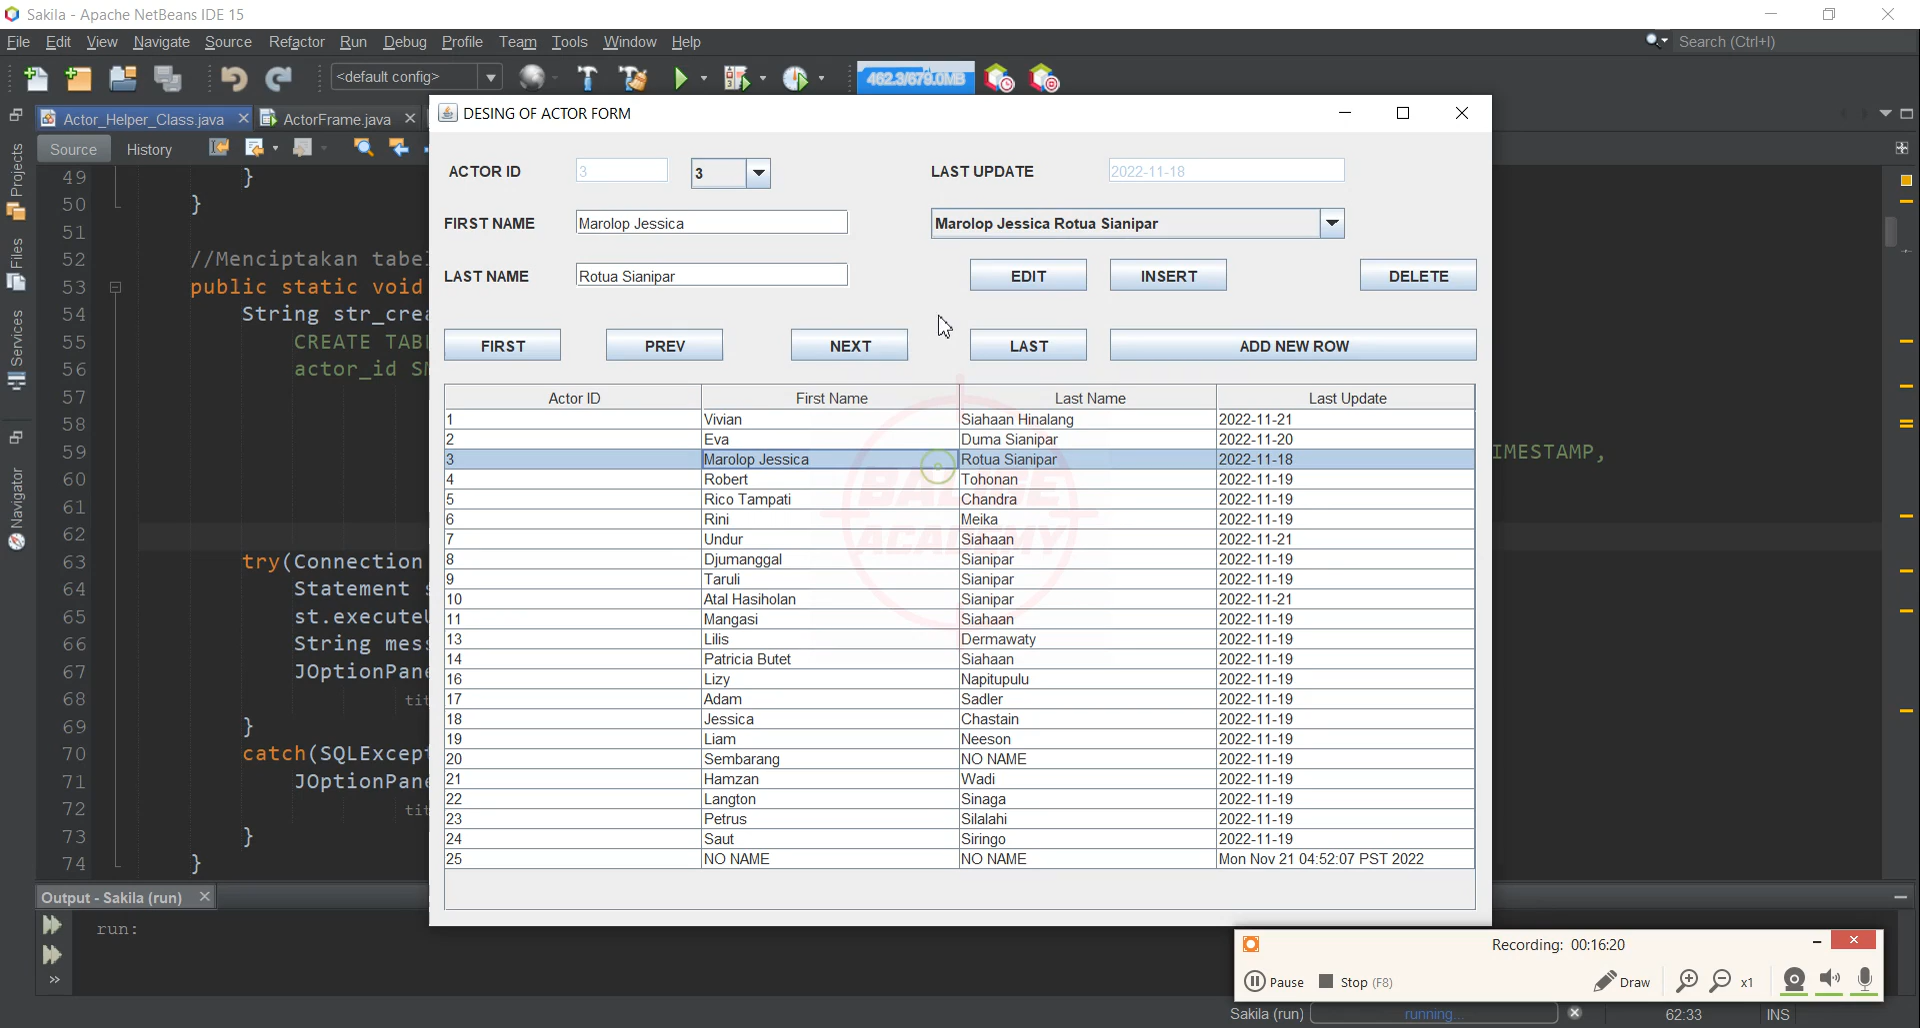 Sakila - Apache NetBeans IDE 15
File Edit View Navigate Source Refactor Run Debug Profile Team Tools Window Help
Search (Ctrl+I)
<default config>
462.3/679.0MB
Actor_Helper_Class.java
ActorFrame.java
Source
History
Projects
Files
Services
Navigator
DESING OF ACTOR FORM
ACTOR ID 3 3 LAST UPDATE 2022-11-18
FIRST NAME Marolop Jessica Marolop Jessica Rotua Sianipar
LAST NAME Rotua Sianipar EDIT INSERT DELETE
FIRST PREV NEXT LAST ADD NEW ROW
Actor ID First Name Last Name Last Update
1 Vivian Siahaan Hinalang 2022-11-21
2 Eva Duma Sianipar 2022-11-20
3 Marolop Jessica Rotua Sianipar 2022-11-18
4 Robert Tohonan 2022-11-19
5 Rico Tampati Chandra 2022-11-19
6 Rini Meika 2022-11-19
7 Undur Siahaan 2022-11-21
8 Djumanggal Sianipar 2022-11-19
9 Taruli Sianipar 2022-11-19
10 Atal Hasiholan Sianipar 2022-11-21
11 Mangasi Siahaan 2022-11-19
13 Lilis Dermawaty 2022-11-19
14 Patricia Butet Siahaan 2022-11-19
16 Lizy Napitupulu 2022-11-19
17 Adam Sadler 2022-11-19
18 Jessica Chastain 2022-11-19
19 Liam Neeson 2022-11-19
20 Sembarang NO NAME 2022-11-19
21 Hamzan Wadi 2022-11-19
22 Langton Sinaga 2022-11-19
23 Petrus Silalahi 2022-11-19
24 Saut Siringo 2022-11-19
25 NO NAME NO NAME Mon Nov 21 04:52:07 PST 2022
BALIGE
ACADEMY
49 }
50 }
51
52 //Menciptakan tabe
53 public static void
54 String str_crea
55 CREATE TAB
56 actor_id S
57
58
59 IMESTAMP,
60
61
62
63 try(Connection
64 Statement
65 st.execute
66 String mes
67 JOptionPane
68 tit
69 }
70 catch(SQLExcept
71 JOptionPane
72 tit
73 }
74 }
Output - Sakila (run)
run:
Recording: 00:16:20
Pause Stop (F8) Draw x1
Sakila (run) running... 62:33 INS